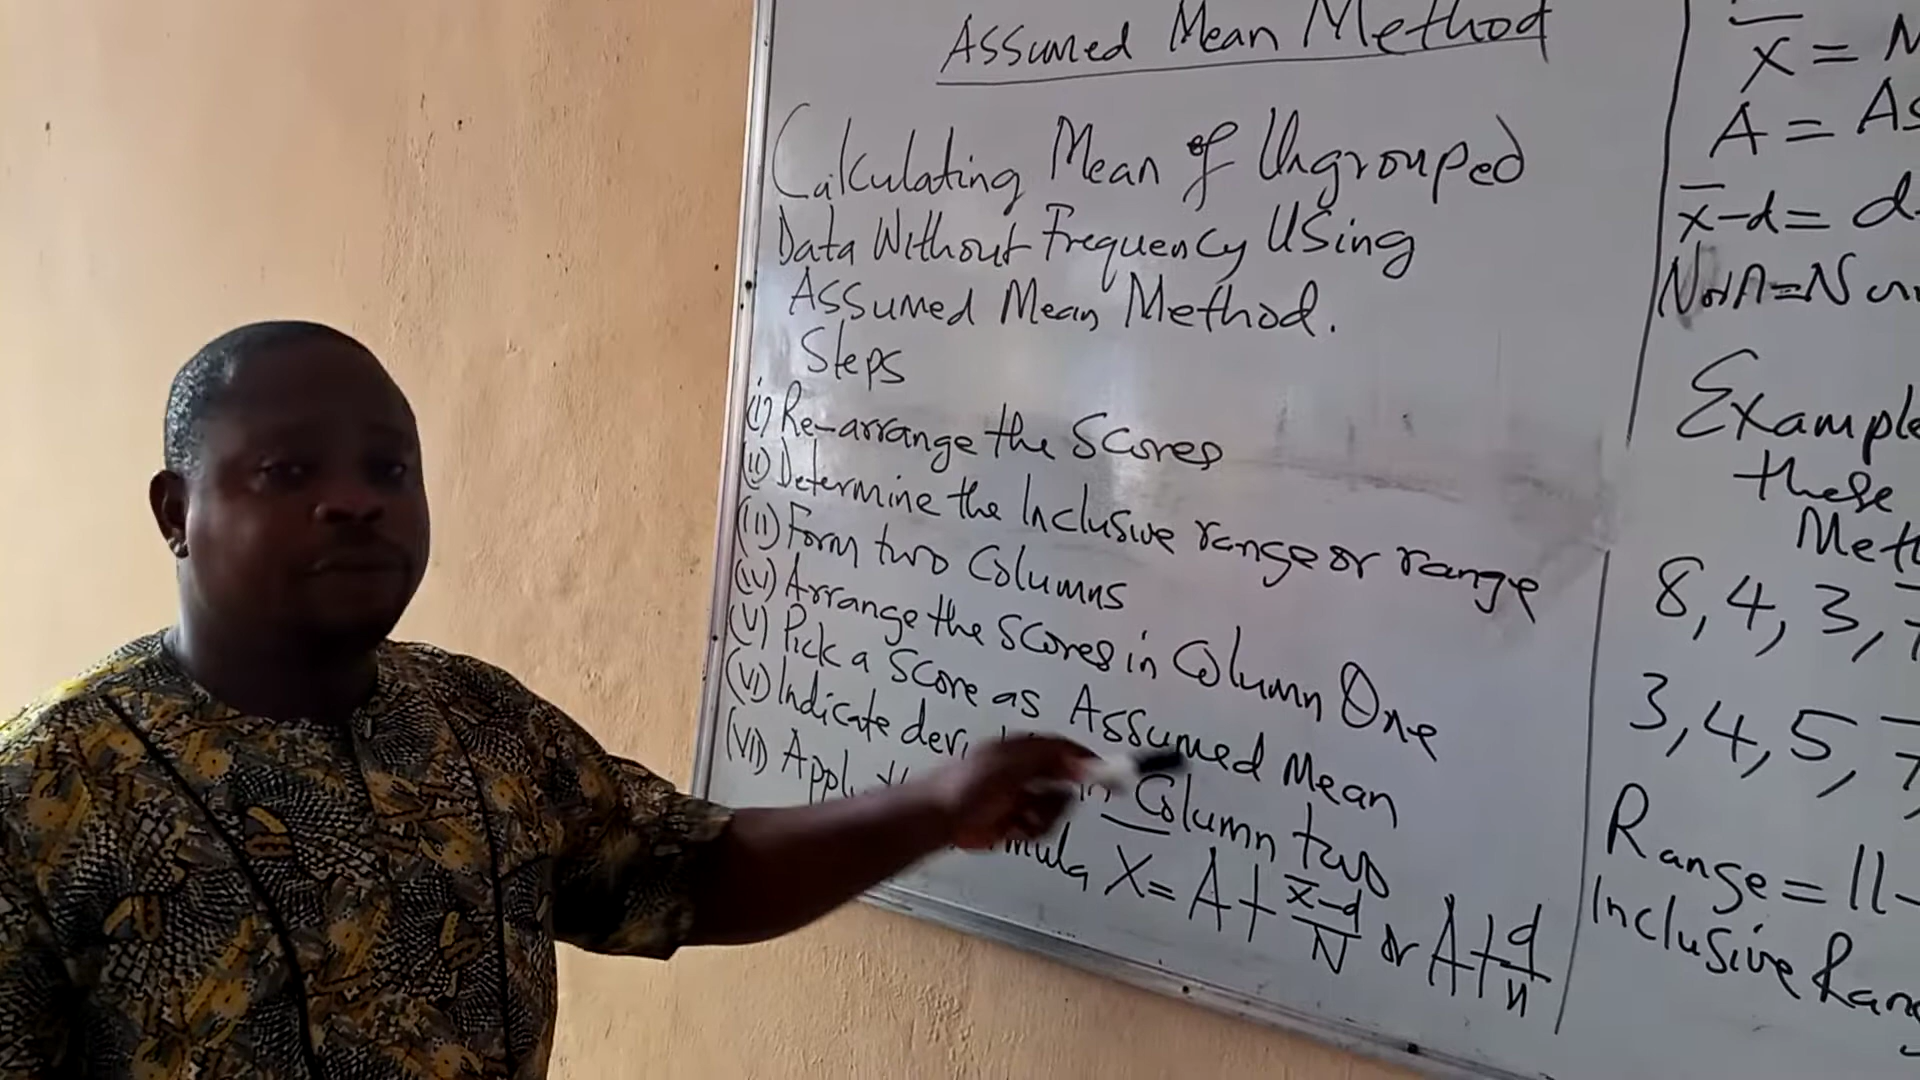 Assumed Mean Method
Calculating Mean of Ungrouped
Data Without Frequency Using
Assumed Mean Method.
Steps
(i) Re-arrange the Scores
(ii) Determine the Inclusive range or range
(iii) Form two Columns
(iv) Arrange the Scores in Column One
(v) Pick a Score as Assumed Mean
(vi) Indicate Column two
(vi) X̅ = A + x̅-d/N or A + d/n
x̅ =
A =
x̅-d = d
N or n =
Example
these
8, 4, 3,
3, 4, 5, 7
Range = 11-
Inclusive